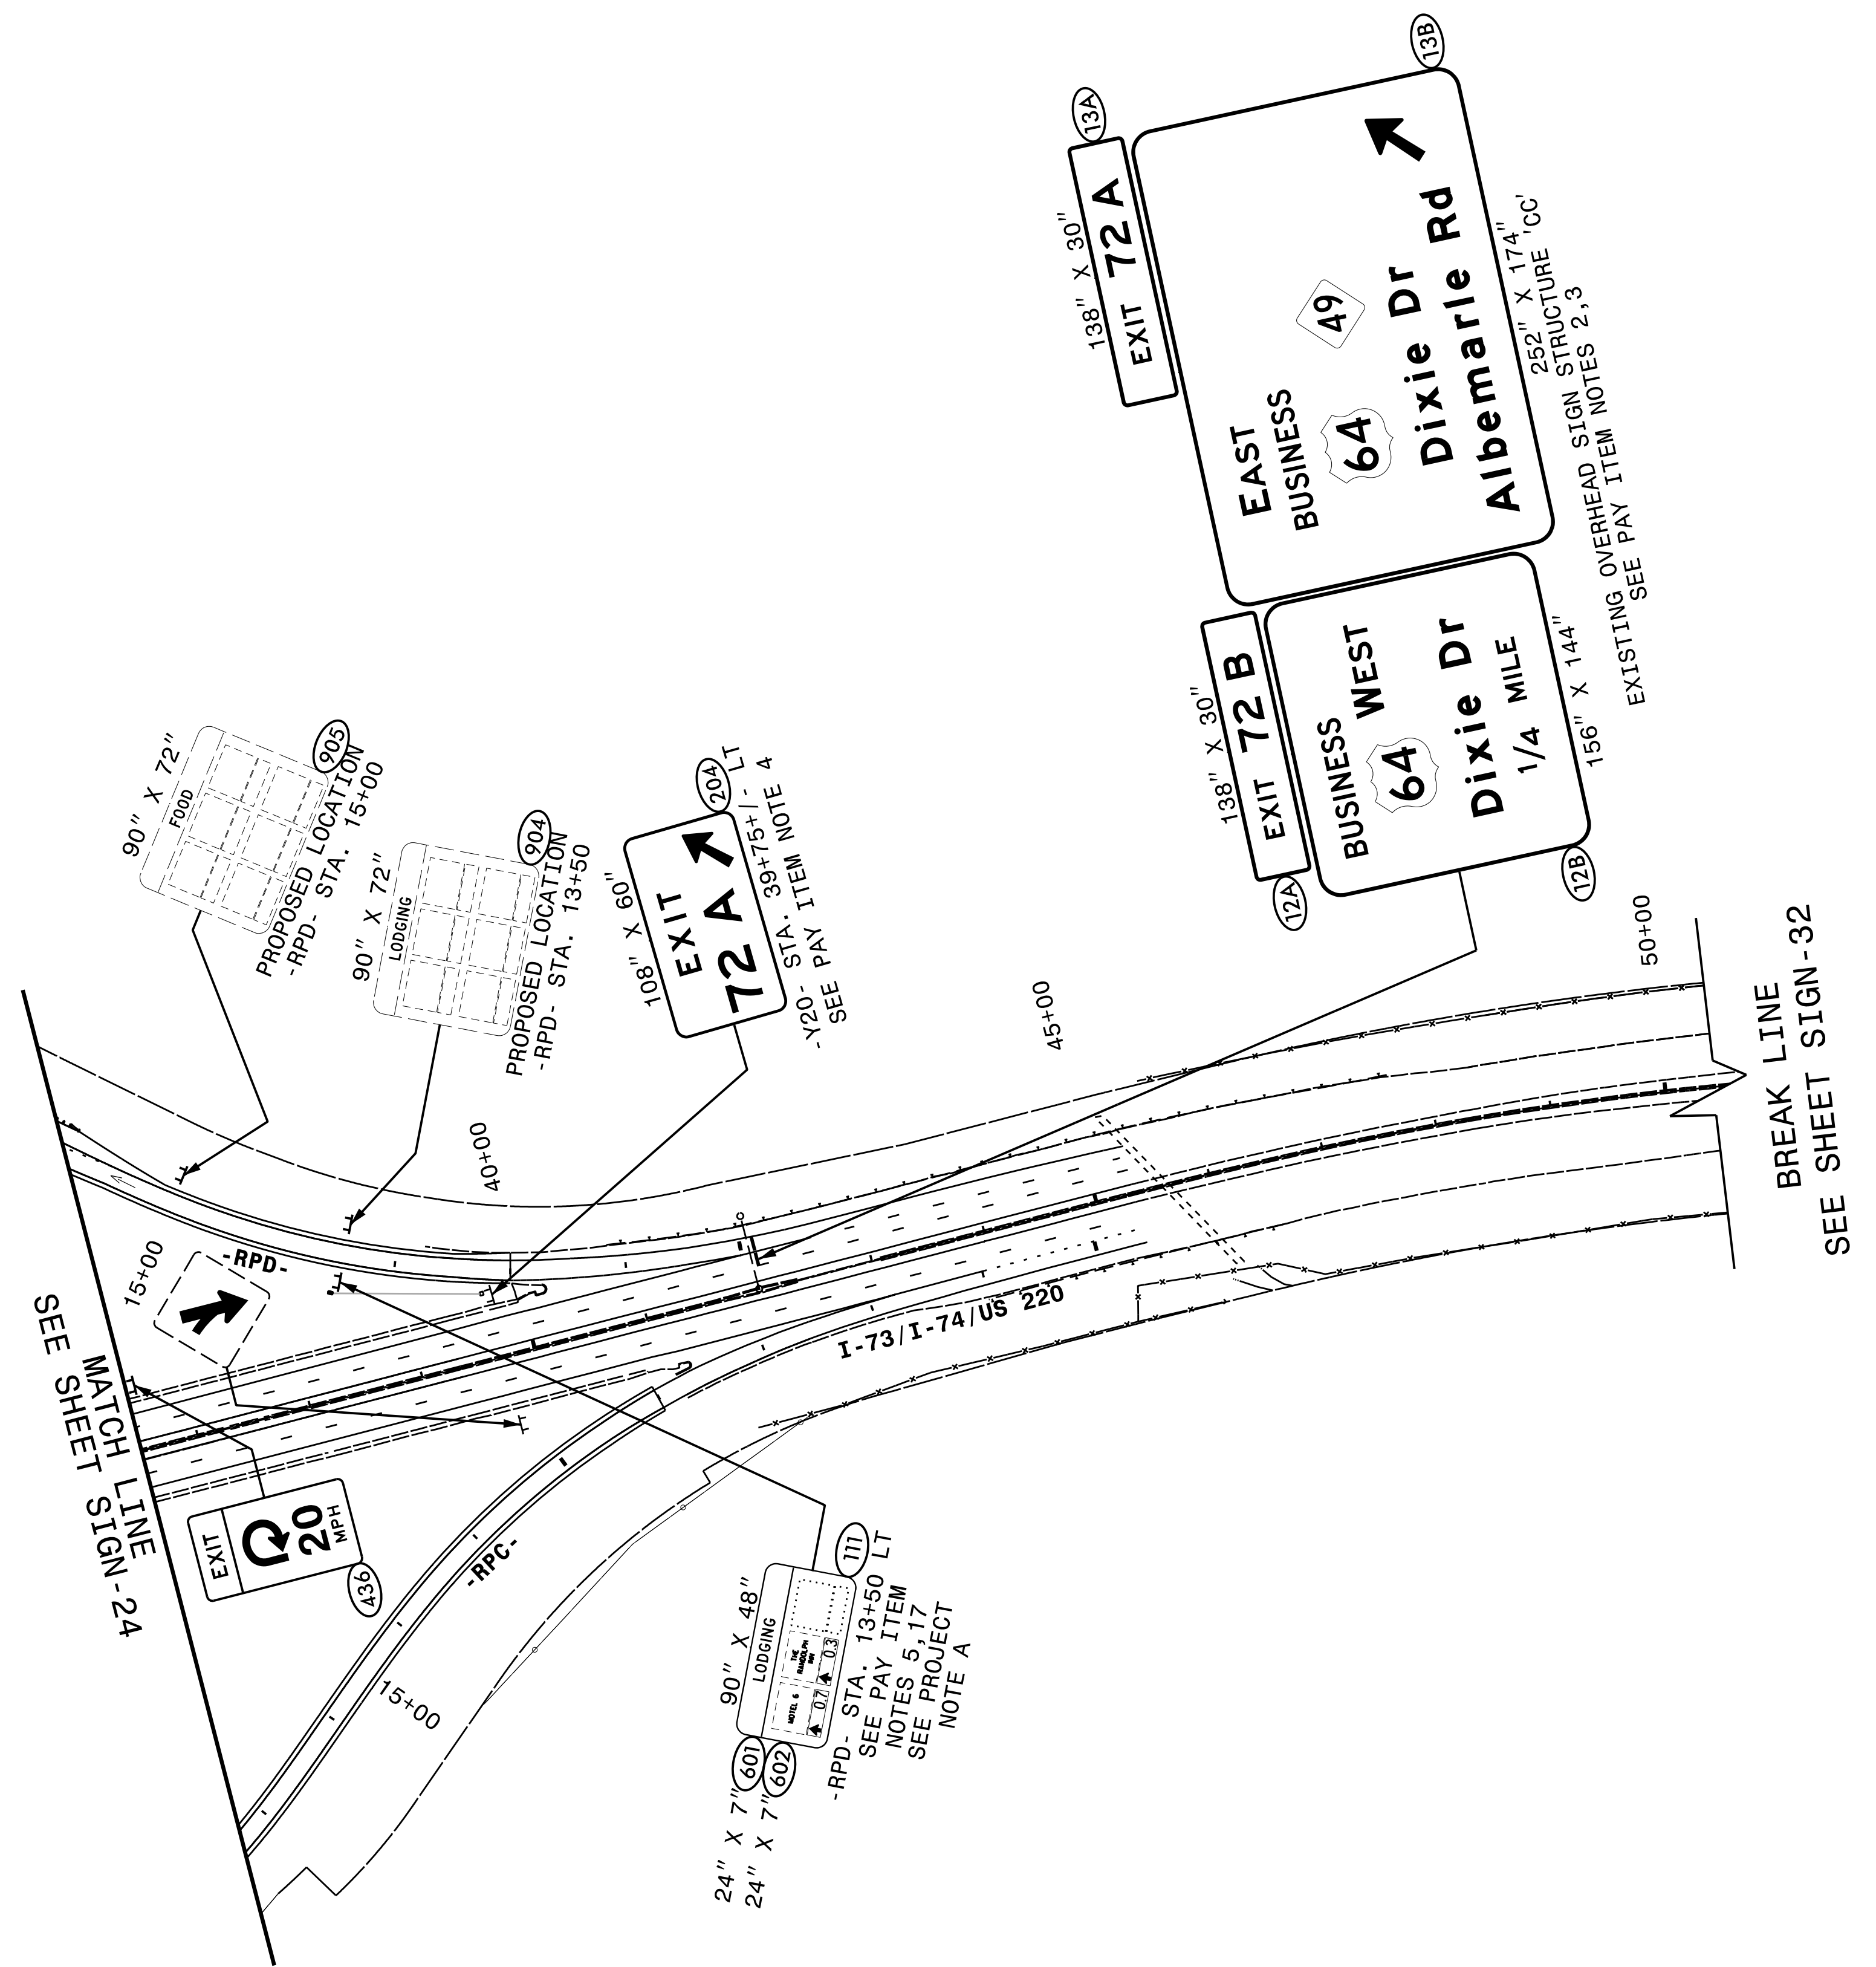 MATCH LINE
SEE SHEET SIGN-24
90" X 72"
FOOD
905
PROPOSED LOCATION
-RPD- STA. 15+00
90" X 72"
LODGING
904
PROPOSED LOCATION
-RPD- STA. 13+50
108" X 60"
EXIT
72 A
204
-Y20- STA. 39+75+/- LT
SEE PAY ITEM NOTE 4
138" X 30"
EXIT 72 B
12A
BUSINESS
64 WEST
Dixie Dr
1/4 MILE
12B
156" X 144"
138" X 30"
EXIT 72 A
13A
EAST
BUSINESS
64 49
Dixie Dr
Albemarle Rd
13B
252" X 174"
EXISTING OVERHEAD SIGN STRUCTURE 'CC'
SEE PAY ITEM NOTES 2,3
15+00
-RPD-
40+00
45+00
50+00
I-73/I-74/US 220
BREAK LINE
SEE SHEET SIGN-32
EXIT
20
MPH
436
-RPC-
15+00
90" X 48"
LODGING
MOTEL 6
0.7
THE
RANDOLPH
INN
0.3
111
601
602
24" X 7"
24" X 7"
-RPD- STA. 13+50 LT
SEE PAY ITEM
NOTES 5,17
SEE PROJECT
NOTE A